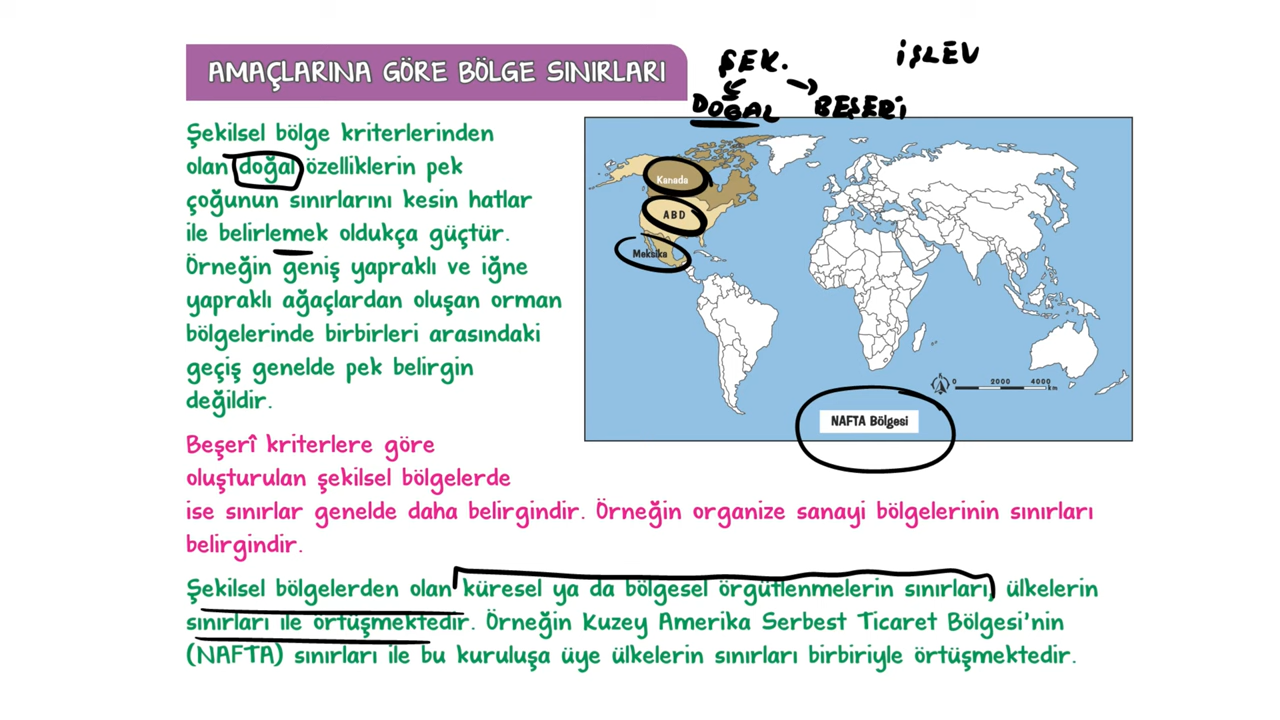 AMAÇLARINA GÖRE BÖLGE SINIRLARI
ŞEK.
İŞLEV
DOĞAL
BEŞERİ
Şekilsel bölge kriterlerinden
olan doğal özelliklerin pek
çoğunun sınırlarını kesin hatlar
ile belirlemek oldukça güçtür.
Örneğin geniş yapraklı ve iğne
yapraklı ağaçlardan oluşan orman
bölgelerinde birbirleri arasındaki
geçiş genelde pek belirgin
değildir.
Kanada
ABD
Meksika
0 2000 4000
km
NAFTA Bölgesi
Beşerî kriterlere göre
oluşturulan şekilsel bölgelerde
ise sınırlar genelde daha belirgindir. Örneğin organize sanayi bölgelerinin sınırları
belirgindir.
Şekilsel bölgelerden olan küresel ya da bölgesel örgütlenmelerin sınırları, ülkelerin
sınırları ile örtüşmektedir. Örneğin Kuzey Amerika Serbest Ticaret Bölgesi'nin
(NAFTA) sınırları ile bu kuruluşa üye ülkelerin sınırları birbiriyle örtüşmektedir.